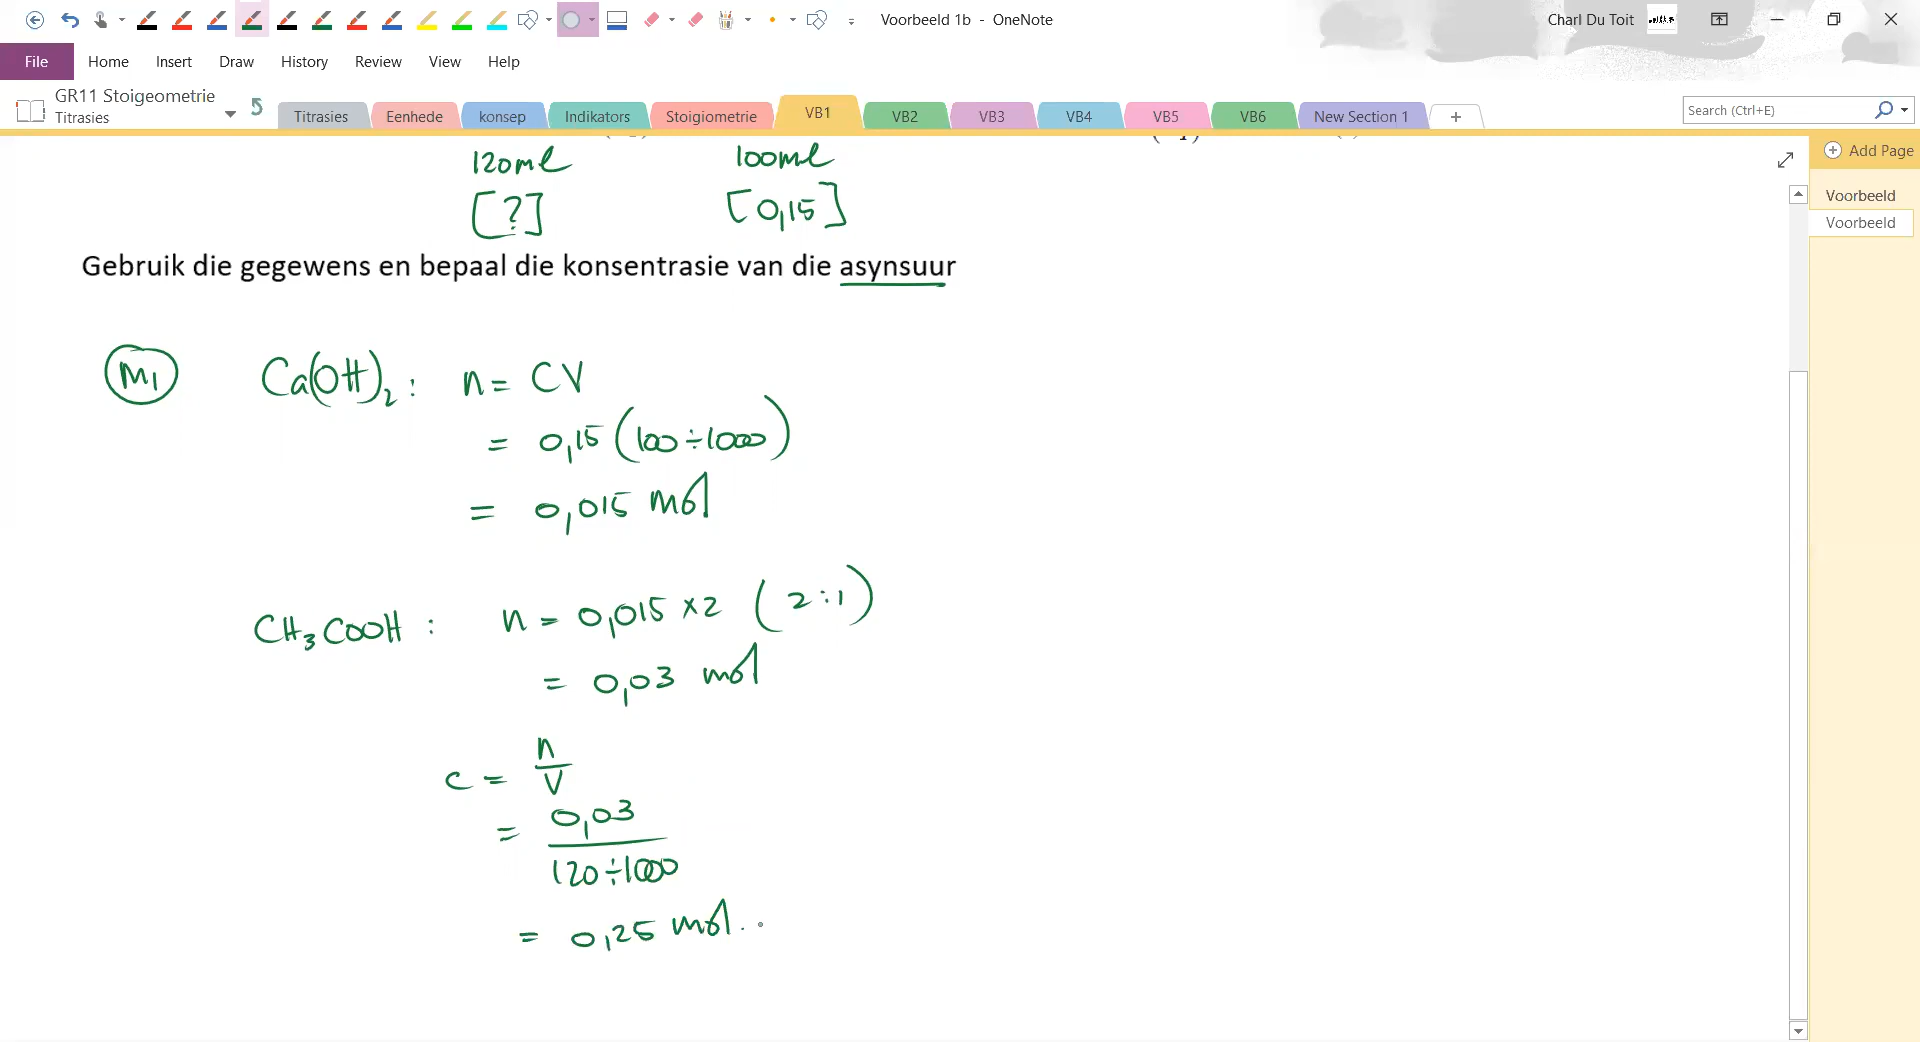 Voorbeeld 1b - OneNote
Charl Du Toit
File Home Insert Draw History Review View Help
GR11 Stoigeometrie
Titrasies
Titrasies Eenhede konsep Indikators Stoigiometrie VB1 VB2 VB3 VB4 VB5 VB6 New Section 1 +
Search (Ctrl+E)
Add Page
Voorbeeld
Voorbeeld
120ml 100ml
[?] [0,15]
Gebruik die gegewens en bepaal die konsentrasie van die asynsuur
M1 Ca(OH)2 : n = CV
= 0,15 (100÷1000)
= 0,015 mol
CH3COOH : n = 0,015 ×2 (2:1)
= 0,03 mol
c = n/V
= 0,03/120÷1000
= 0,25 mol.